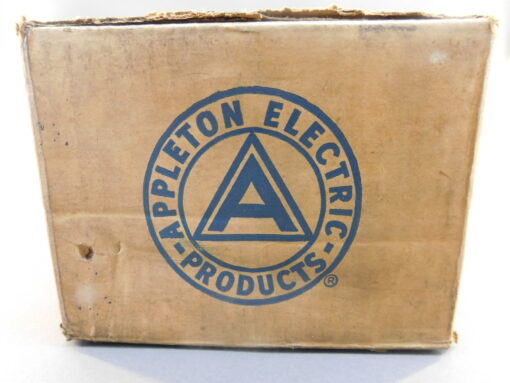 APPLETON ELECTRIC
-PRODUCTS-
®
A